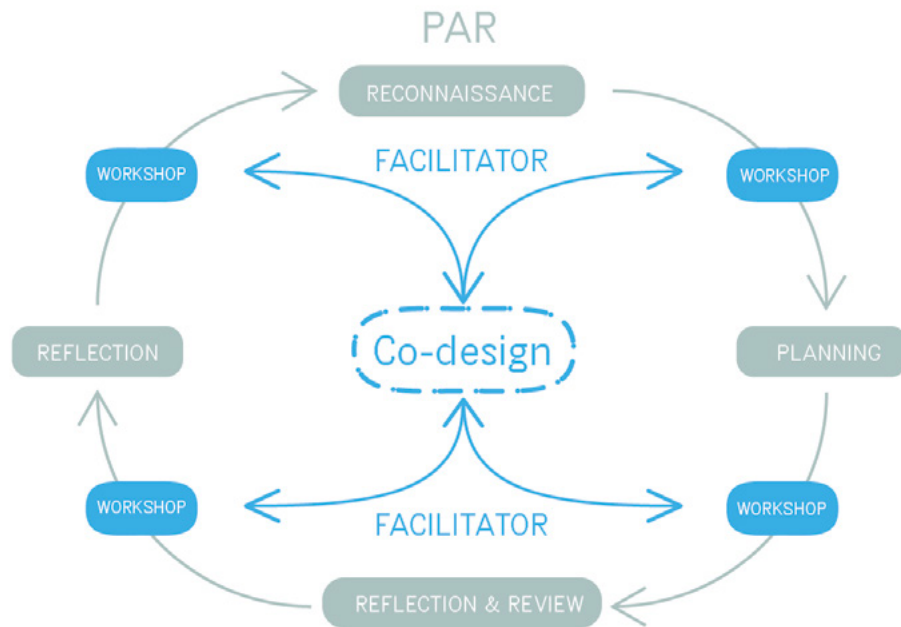 PAR
RECONNAISSANCE
WORKSHOP
FACILITATOR
WORKSHOP
REFLECTION
Co-design
PLANNING
WORKSHOP
FACILITATOR
WORKSHOP
REFLECTION & REVIEW